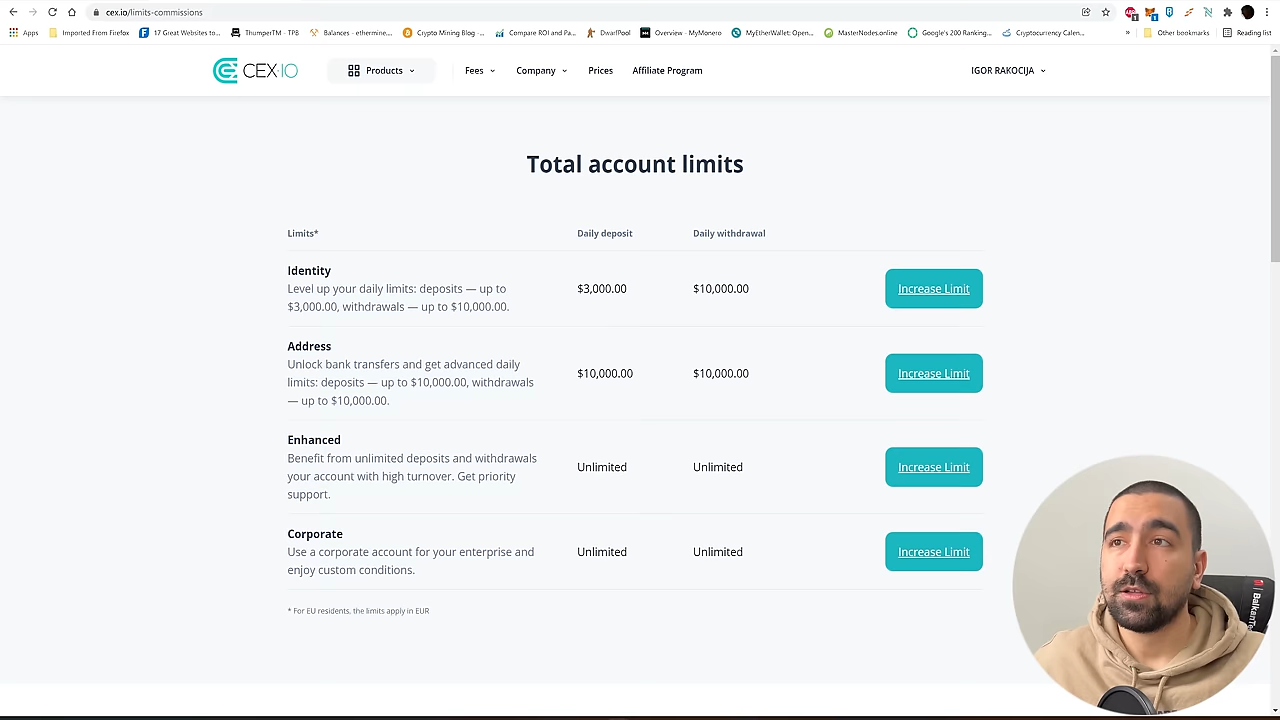 cex.io/limits-commissions
Apps
Imported From Firefox
17 Great Websites to...
ThumperTM - TPB
Balances - ethermine...
Crypto Mining Blog -...
Compare ROI and Pa...
DwarfPool
Overview - MyMonero
MyEtherWallet: Open...
MasterNodes.online
Google's 200 Ranking...
Cryptocurrency Calen...
»
Other bookmarks
Reading list
CEX·IO
Products
Fees
Company
Prices
Affiliate Program
IGOR RAKOCIJA
Total account limits
Limits*
Daily deposit
Daily withdrawal
Identity
Level up your daily limits: deposits — up to
$3,000.00, withdrawals — up to $10,000.00.
$3,000.00
$10,000.00
Increase Limit
Address
Unlock bank transfers and get advanced daily
limits: deposits — up to $10,000.00, withdrawals
— up to $10,000.00.
$10,000.00
$10,000.00
Increase Limit
Enhanced
Benefit from unlimited deposits and withdrawals
your account with high turnover. Get priority
support.
Unlimited
Unlimited
Increase Limit
Corporate
Use a corporate account for your enterprise and
enjoy custom conditions.
Unlimited
Unlimited
Increase Limit
* For EU residents, the limits apply in EUR